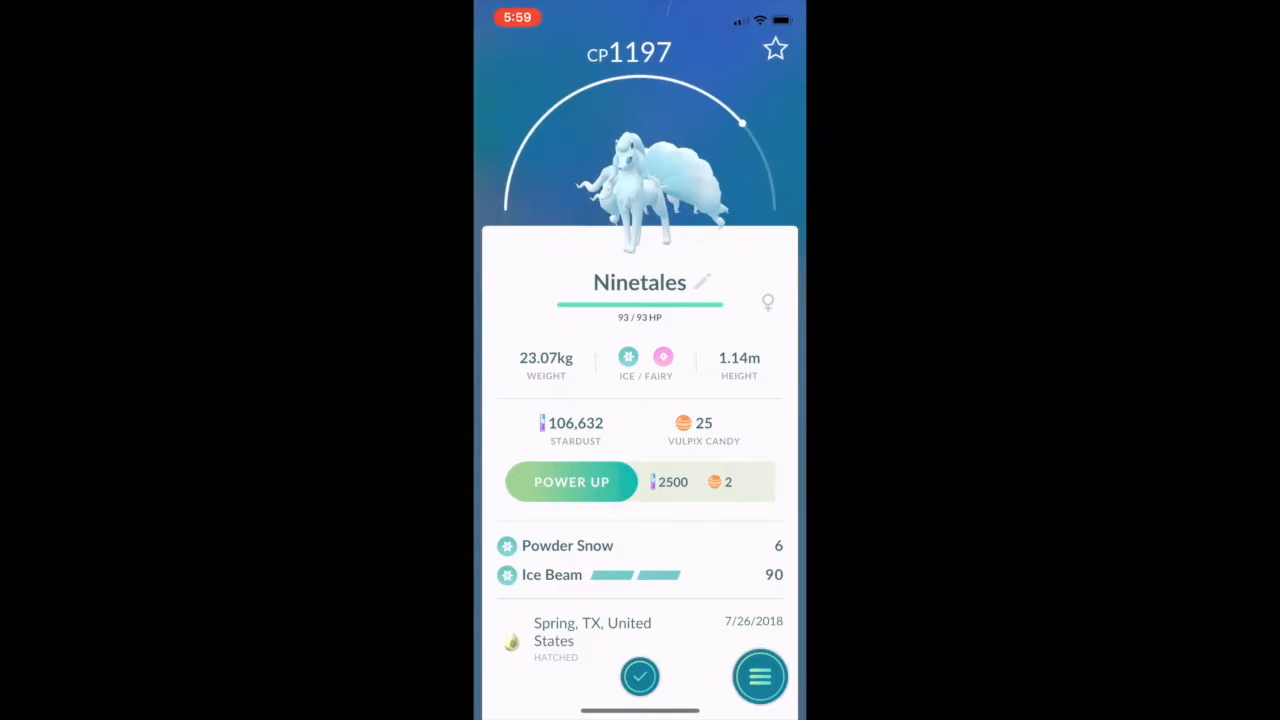 5:59
CP1197
Ninetales
93 / 93 HP
23.07kg
WEIGHT
ICE / FAIRY
1.14m
HEIGHT
106,632
STARDUST
25
VULPIX CANDY
POWER UP
2500
2
Powder Snow
6
Ice Beam
90
Spring, TX, United
States
7/26/2018
HATCHED